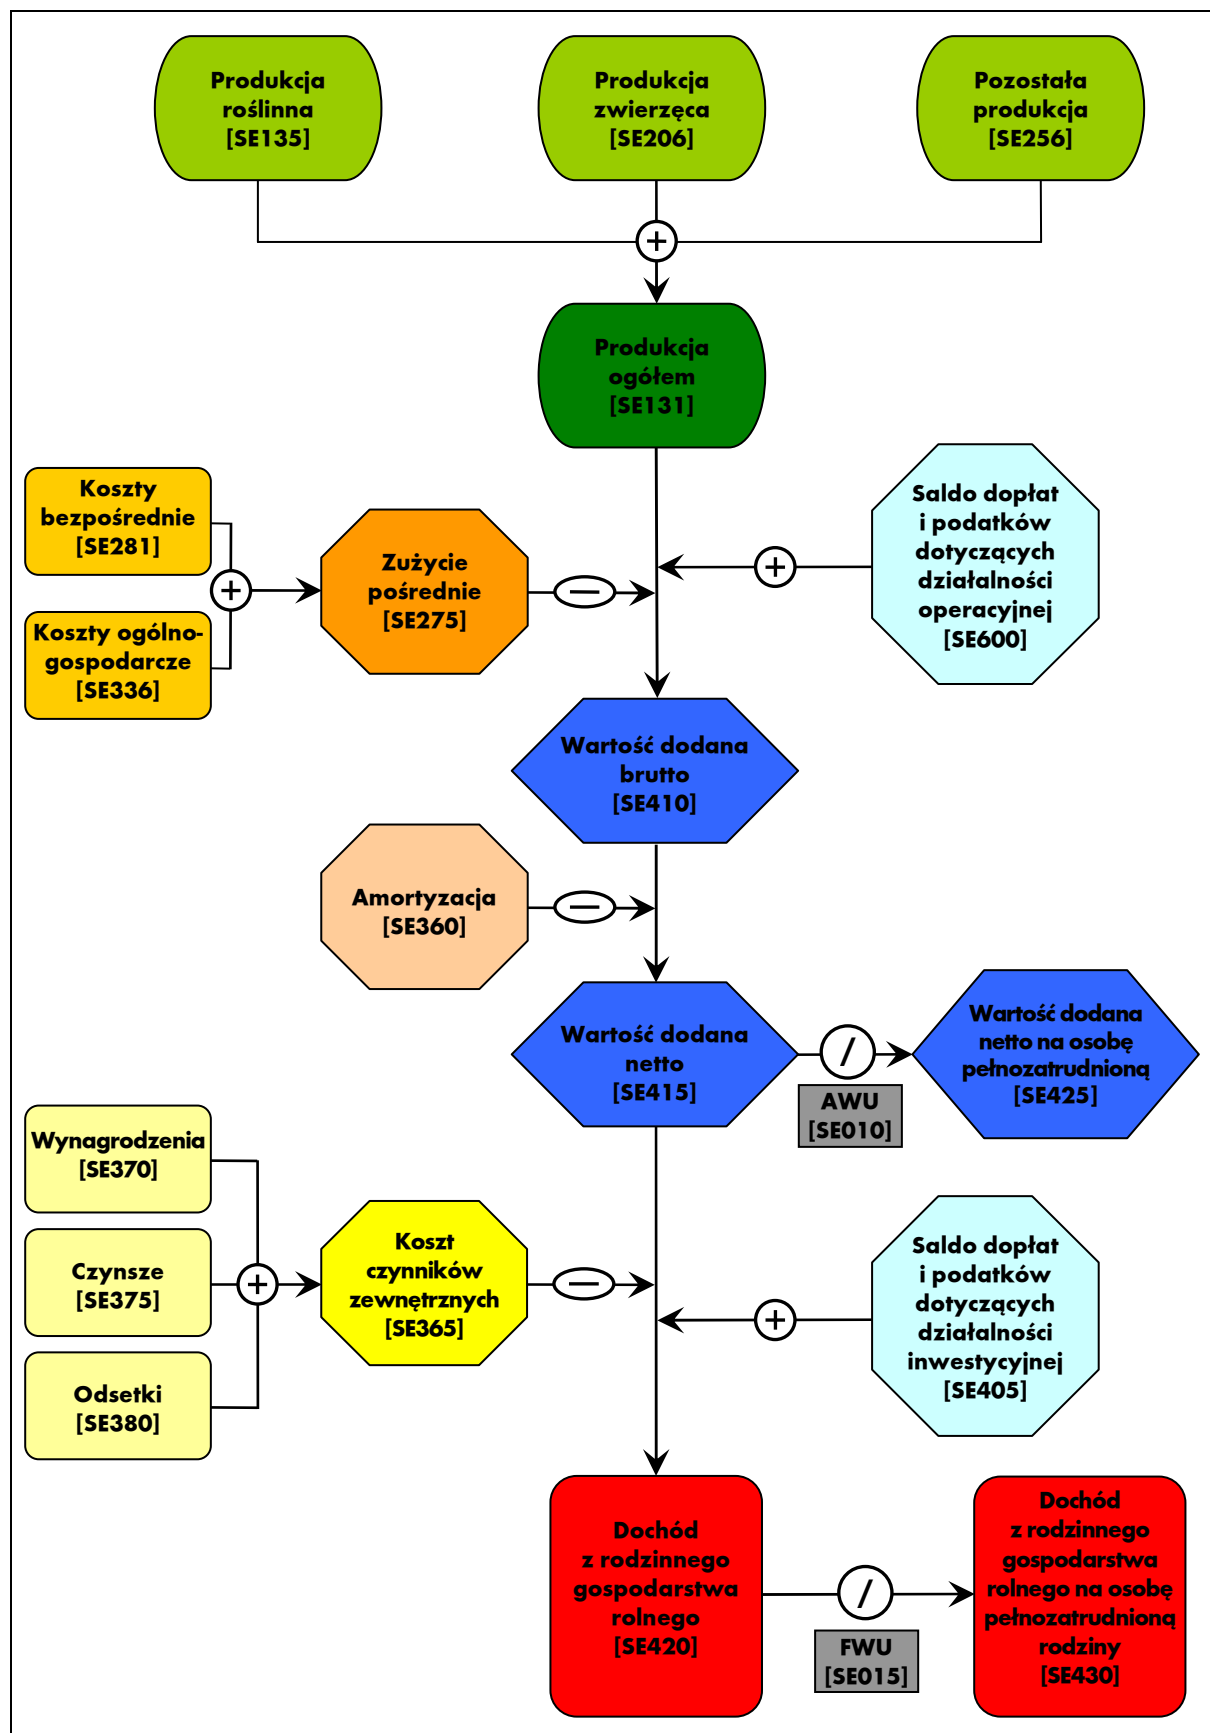 Produkcja
roślinna
[SE135]
Produkcja
zwierzęca
[SE206]
Pozostała
produkcja
[SE256]
+
Produkcja
ogółem
[SE131]
Koszty
bezpośrednie
[SE281]
+
Koszty ogólno-
gospodarcze
[SE336]
Zużycie
pośrednie
[SE275]
—
+
Saldo dopłat
i podatków
dotyczących
działalności
operacyjnej
[SE600]
Wartość dodana
brutto
[SE410]
Amortyzacja
[SE360]
—
Wartość dodana
netto
[SE415]
/
AWU
[SE010]
Wartość dodana
netto na osobę
pełnozatrudnioną
[SE425]
Wynagrodzenia
[SE370]
Czynsze
[SE375]
+
Odsetki
[SE380]
Koszt
czynników
zewnętrznych
[SE365]
—
+
Saldo dopłat
i podatków
dotyczących
działalności
inwestycyjnej
[SE405]
Dochód
z rodzinnego
gospodarstwa
rolnego
[SE420]
/
FWU
[SE015]
Dochód
z rodzinnego
gospodarstwa
rolnego na osobę
pełnozatrudnioną
rodziny
[SE430]